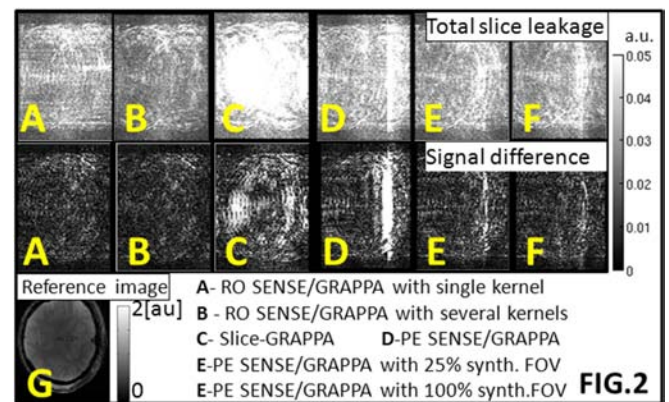 Total slice leakage
a.u.
0.05
0.04
0.03
0.02
0.01
0
A B C D E F
Signal difference
A B C D E F
Reference image
2[au]
0
G
A- RO SENSE/GRAPPA with single kernel
B - RO SENSE/GRAPPA with several kernels
C- Slice-GRAPPA D-PE SENSE/GRAPPA
E-PE SENSE/GRAPPA with 25% synth. FOV
E-PE SENSE/GRAPPA with 100% synth.FOV
FIG.2